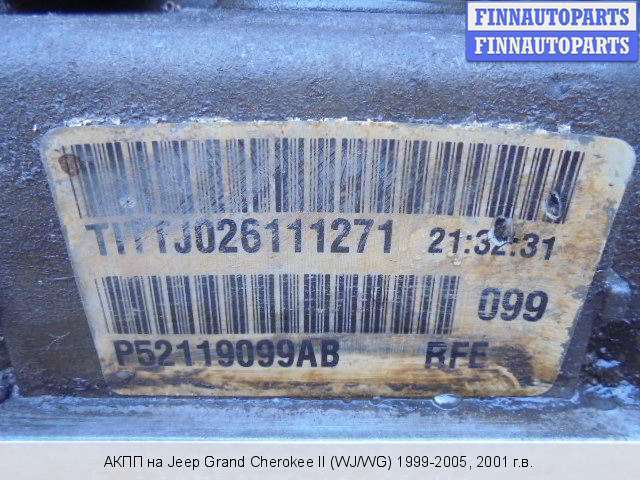 FINNAUTOPARTS
FINNAUTOPARTS
TIT1J026111271 21:32:31
099
P52119099AB RFE
АКПП на Jeep Grand Cherokee II (WJ/WG) 1999-2005, 2001 г.в.